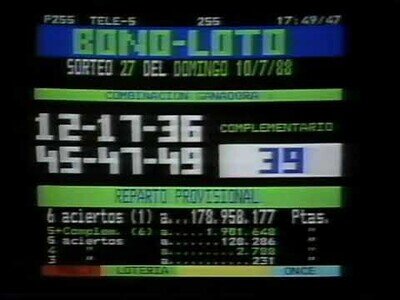 P255 TELE-5 255 17:49/47
BONO-LOTO
SORTEO 27 DEL DOMINGO 10/7/88
COMBINACION GANADORA
12-17-36
COMPLEMENTARIO
45-47-49
39
REPARTO PROVISIONAL
6 aciertos (1) a...178.958.177 Ptas.
5+Complem. (6) a... 1.901.648 "
5 aciertos a... 120.286 "
4 " a... 2.788 "
3 " a... 231 "
LOTERIA ONCE